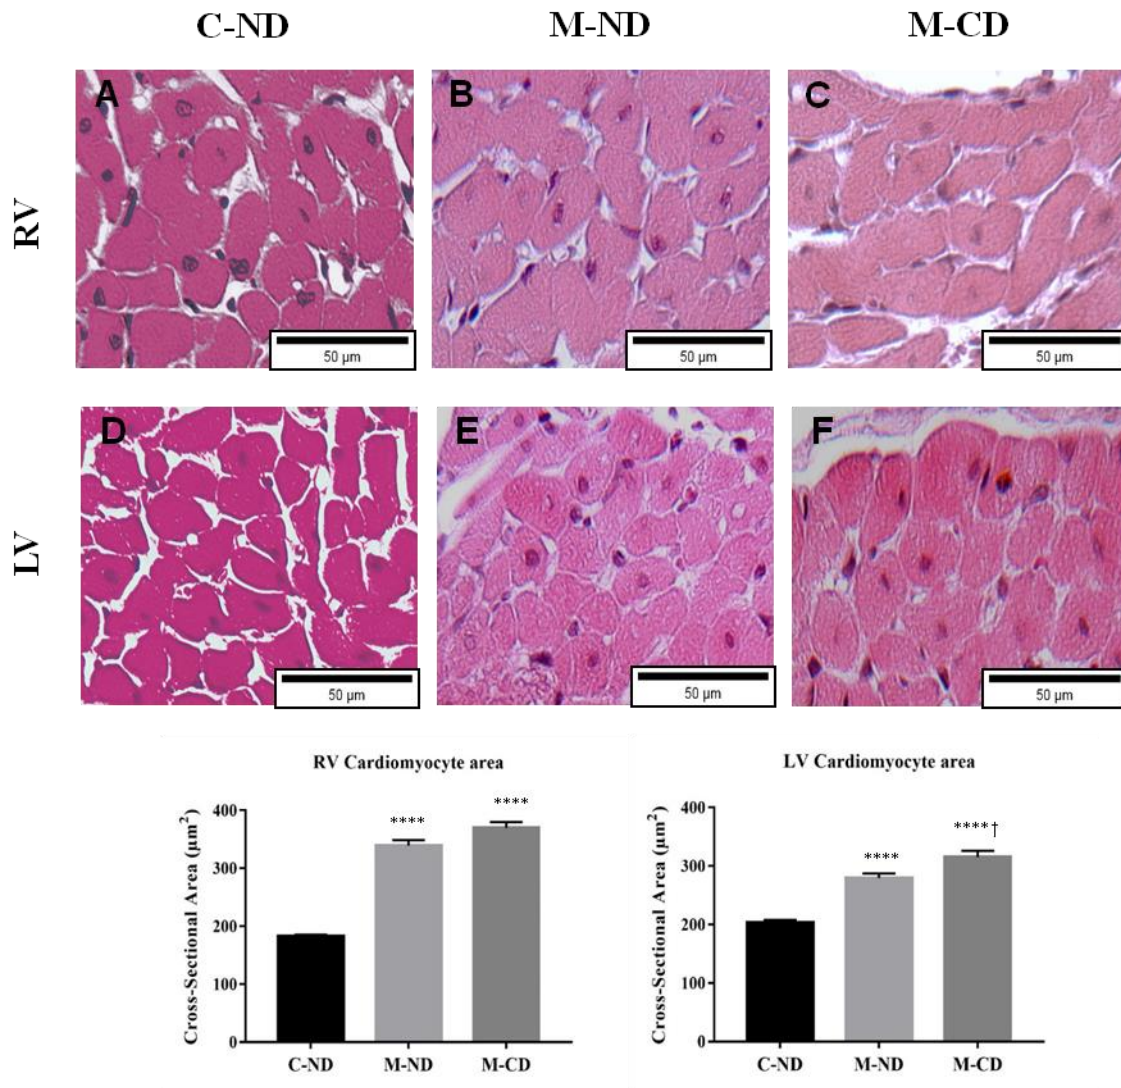 C-ND M-ND M-CD
RV
A B C
50 µm 50 µm 50 µm
LV
D E F
50 µm 50 µm 50 µm
RV Cardiomyocyte area
Cross-Sectional Area (µm²)
400
300
200
100
0
**** ****
C-ND M-ND M-CD
LV Cardiomyocyte area
Cross-Sectional Area (µm²)
400
300
200
100
0
**** ****†
C-ND M-ND M-CD